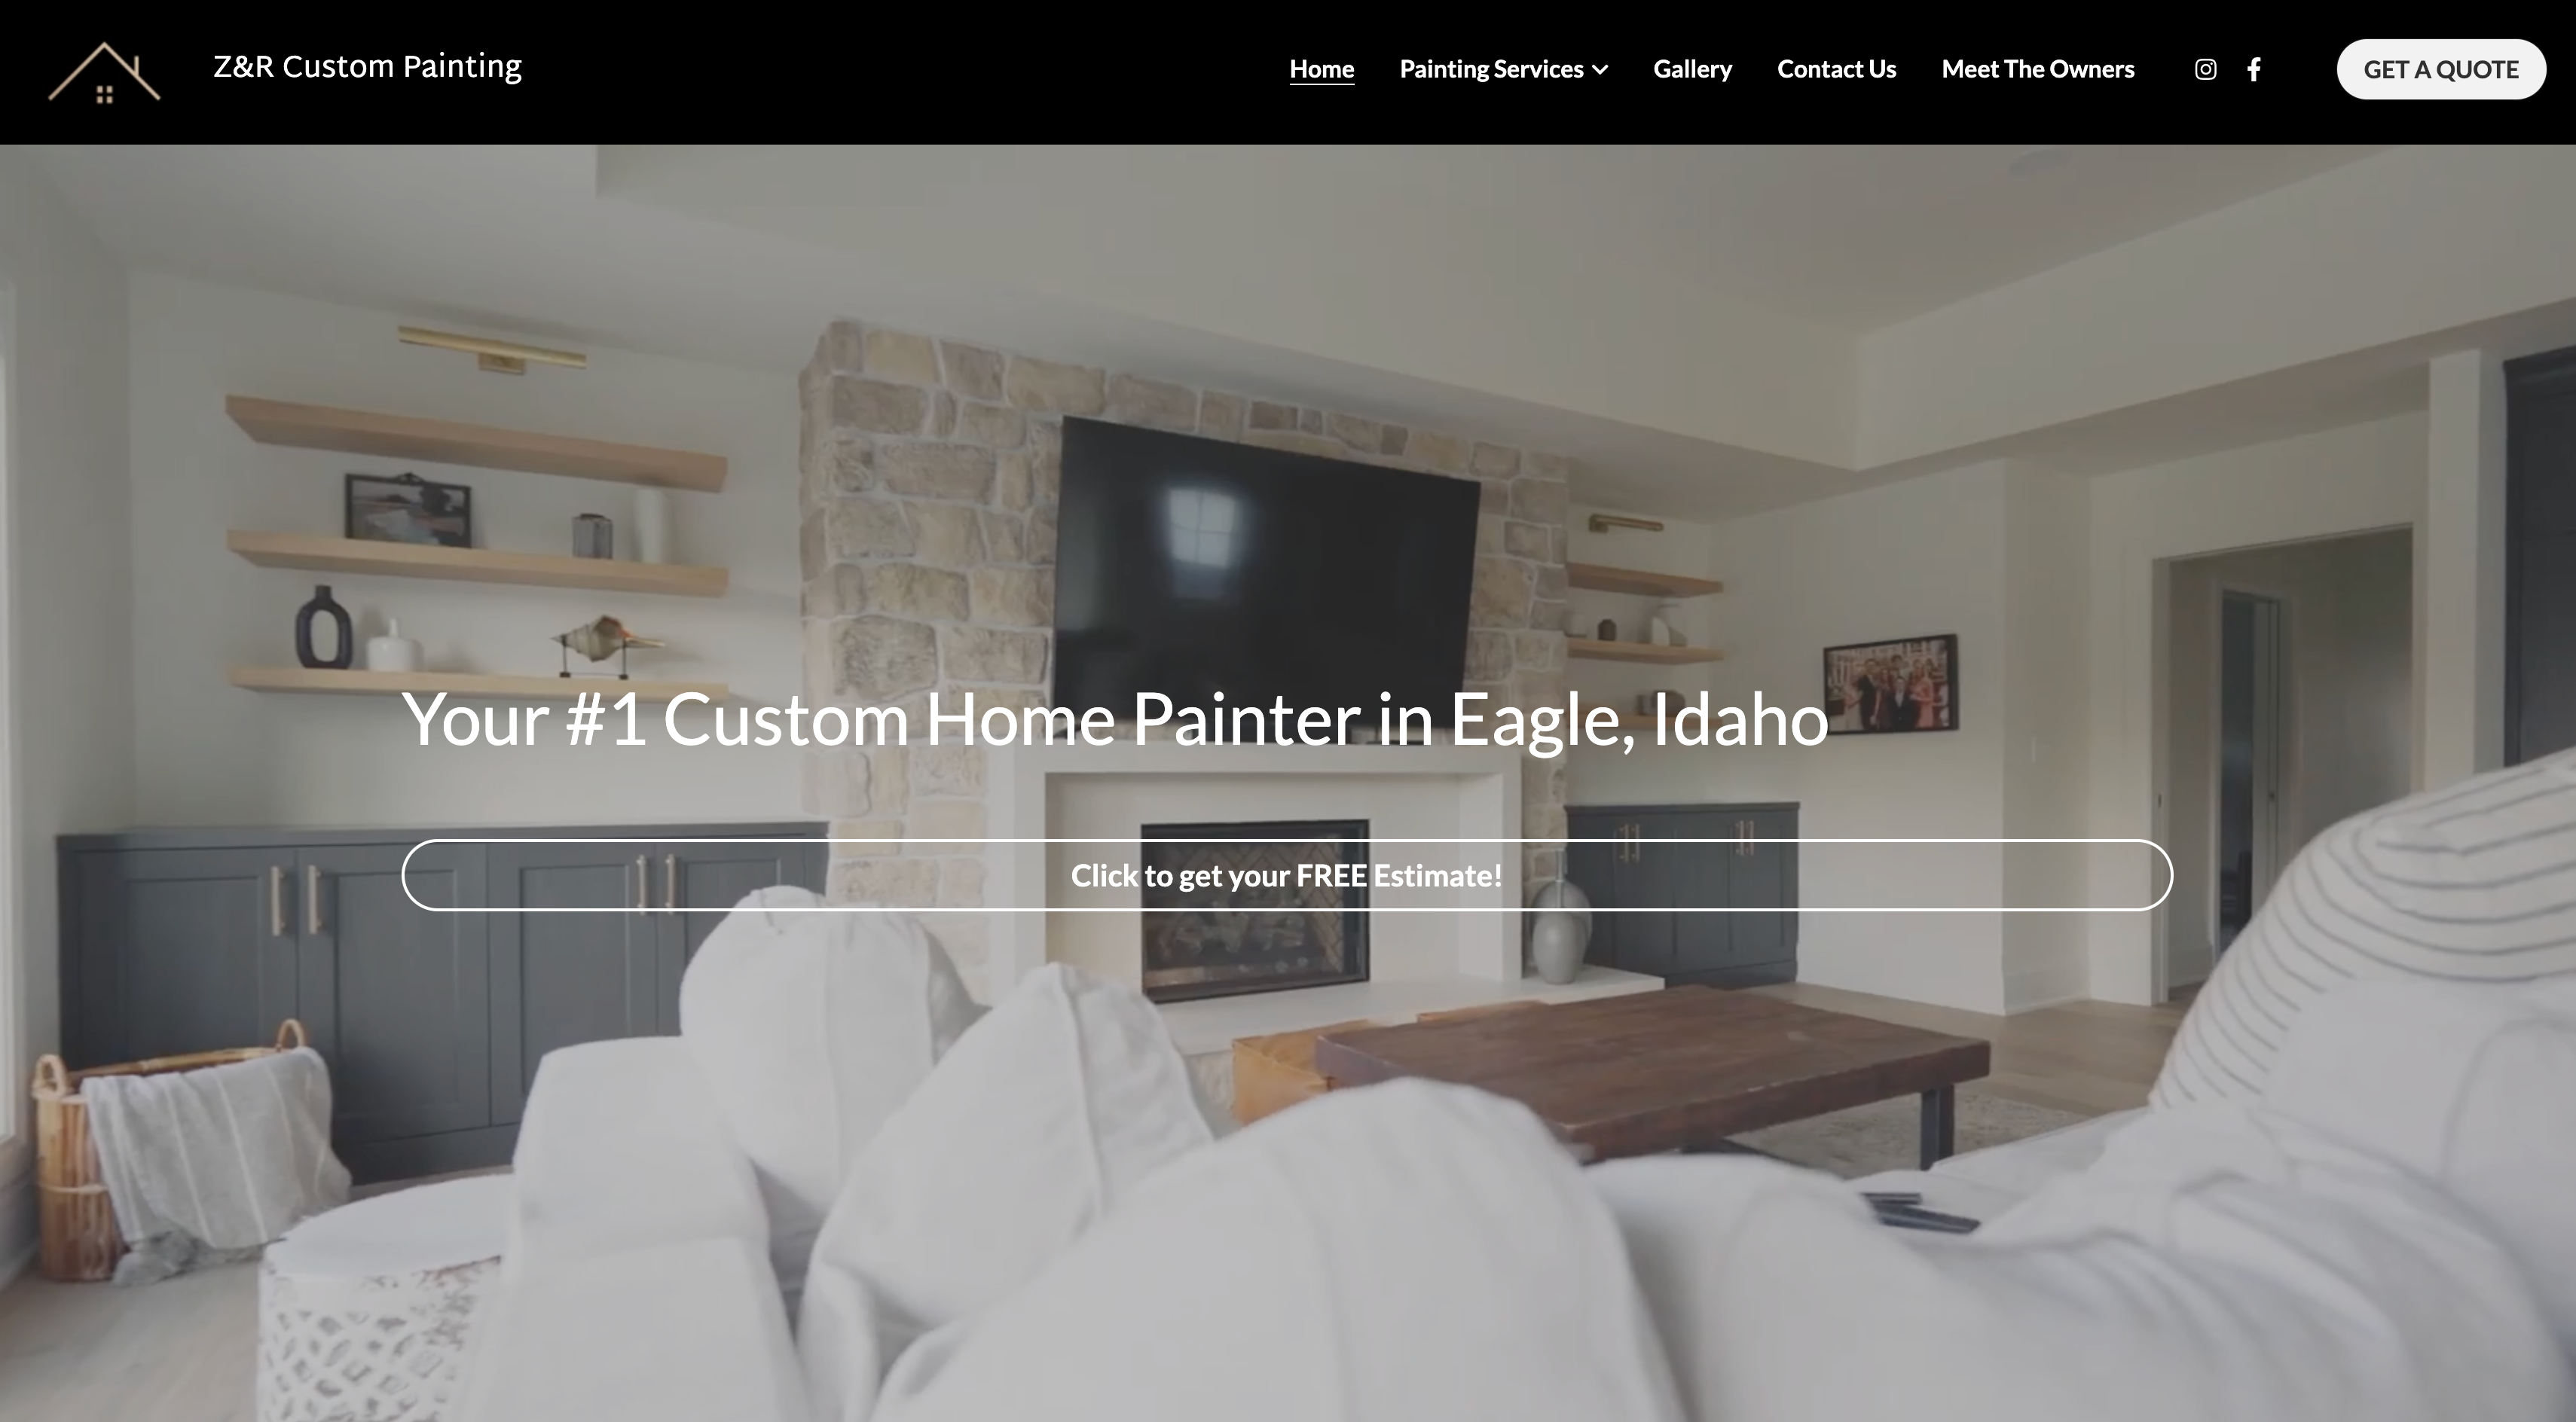 Z&R Custom Painting
Home
Painting Services
Gallery
Contact Us
Meet The Owners
GET A QUOTE
Your #1 Custom Home Painter in Eagle, Idaho
Click to get your FREE Estimate!